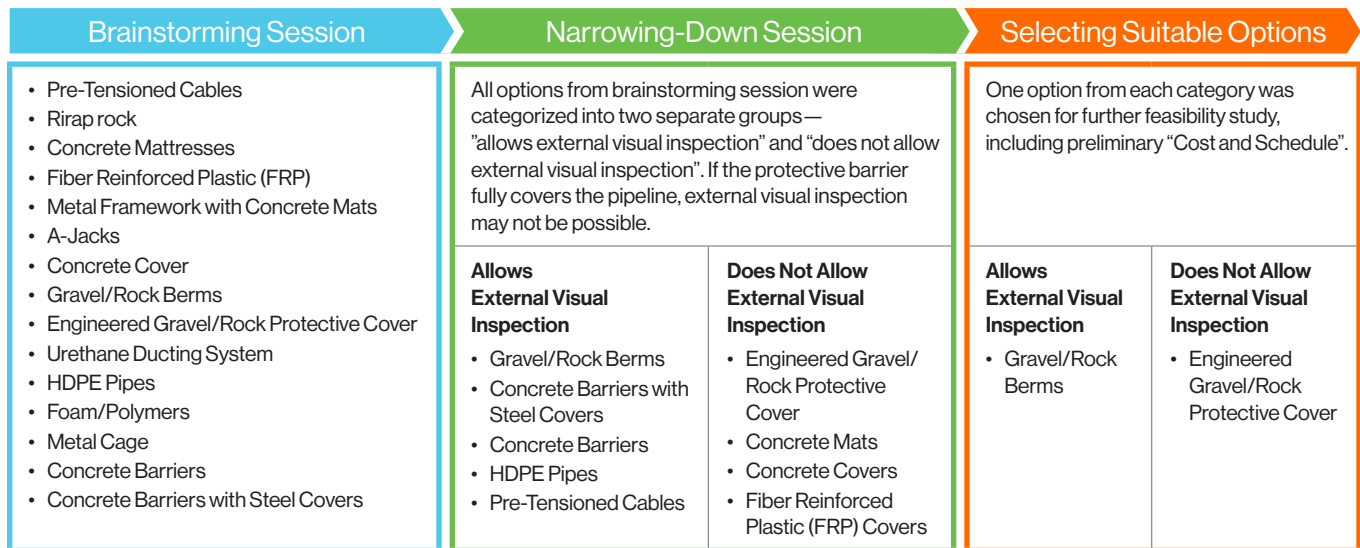 Brainstorming Session
• Pre-Tensioned Cables
• Rirap rock
• Concrete Mattresses
• Fiber Reinforced Plastic (FRP)
• Metal Framework with Concrete Mats
• A-Jacks
• Concrete Cover
• Gravel/Rock Berms
• Engineered Gravel/Rock Protective Cover
• Urethane Ducting System
• HDPE Pipes
• Foam/Polymers
• Metal Cage
• Concrete Barriers
• Concrete Barriers with Steel Covers
Narrowing-Down Session
All options from brainstorming session were
categorized into two separate groups—
”allows external visual inspection” and “does not allow
external visual inspection”. If the protective barrier
fully covers the pipeline, external visual inspection
may not be possible.
Allows
External Visual
Inspection
• Gravel/Rock Berms
• Concrete Barriers with
Steel Covers
• Concrete Barriers
• HDPE Pipes
• Pre-Tensioned Cables
Does Not Allow
External Visual
Inspection
• Engineered Gravel/
Rock Protective
Cover
• Concrete Mats
• Concrete Covers
• Fiber Reinforced
Plastic (FRP) Covers
Selecting Suitable Options
One option from each category was
chosen for further feasibility study,
including preliminary “Cost and Schedule”.
Allows
External Visual
Inspection
• Gravel/Rock
Berms
Does Not Allow
External Visual
Inspection
• Engineered
Gravel/Rock
Protective Cover